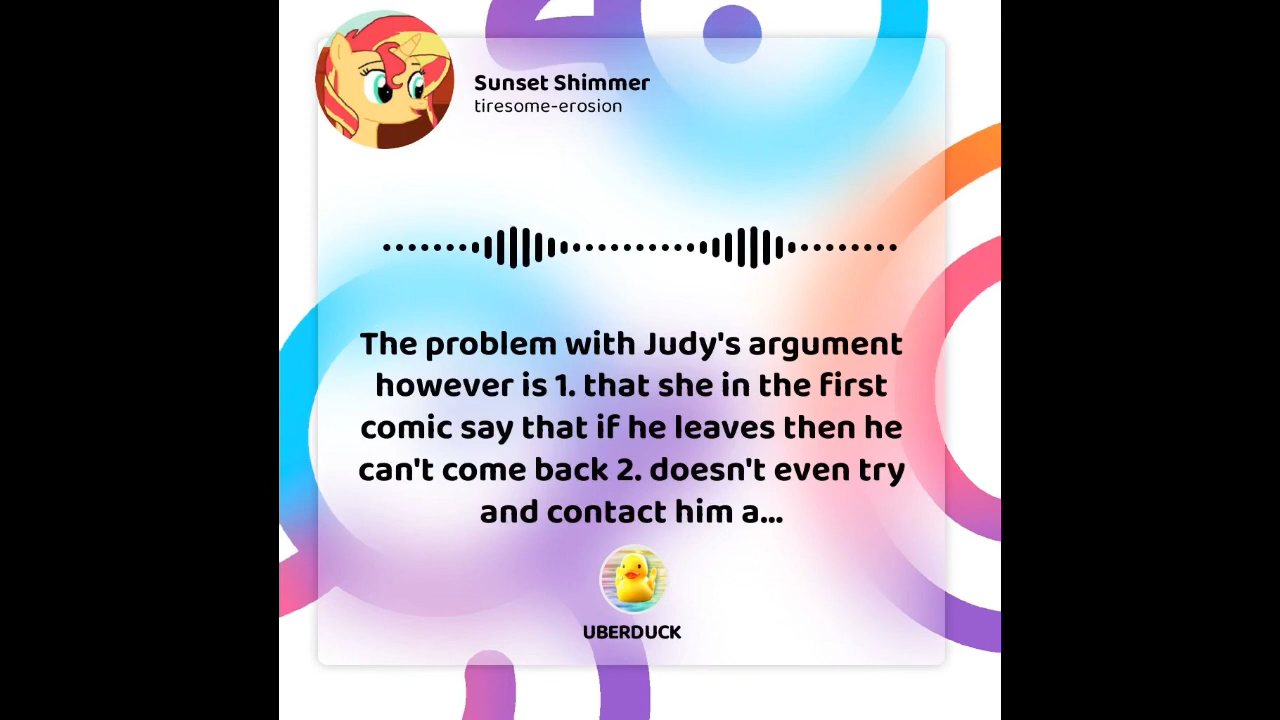 Sunset Shimmer
tiresome-erosion
The problem with Judy's argument
however is 1. that she in the first
comic say that if he leaves then he
can't come back 2. doesn't even try
and contact him a...
UBERDUCK